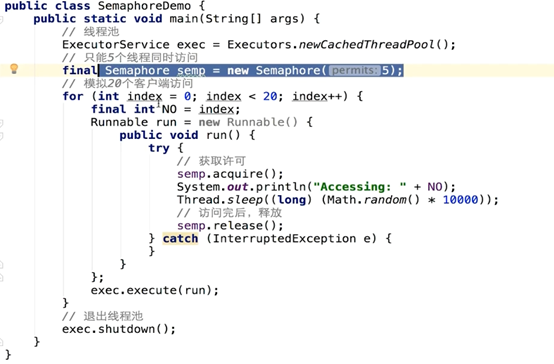 public class SemaphoreDemo {
public static void main(String[] args) {
// 线程池
ExecutorService exec = Executors.newCachedThreadPool();
// 只能5个线程同时访问
final Semaphore semp = new Semaphore( permits: 5);
// 模拟20个客户端访问
for (int index = 0; index < 20; index++) {
final int NO = index;
Runnable run = new Runnable() {
public void run() {
try {
// 获取许可
semp.acquire();
System.out.println("Accessing: " + NO);
Thread.sleep((long) (Math.random() * 10000));
// 访问完后，释放
semp.release();
} catch (InterruptedException e) {
}
}
};
exec.execute(run);
}
// 退出线程池
exec.shutdown();
}
}